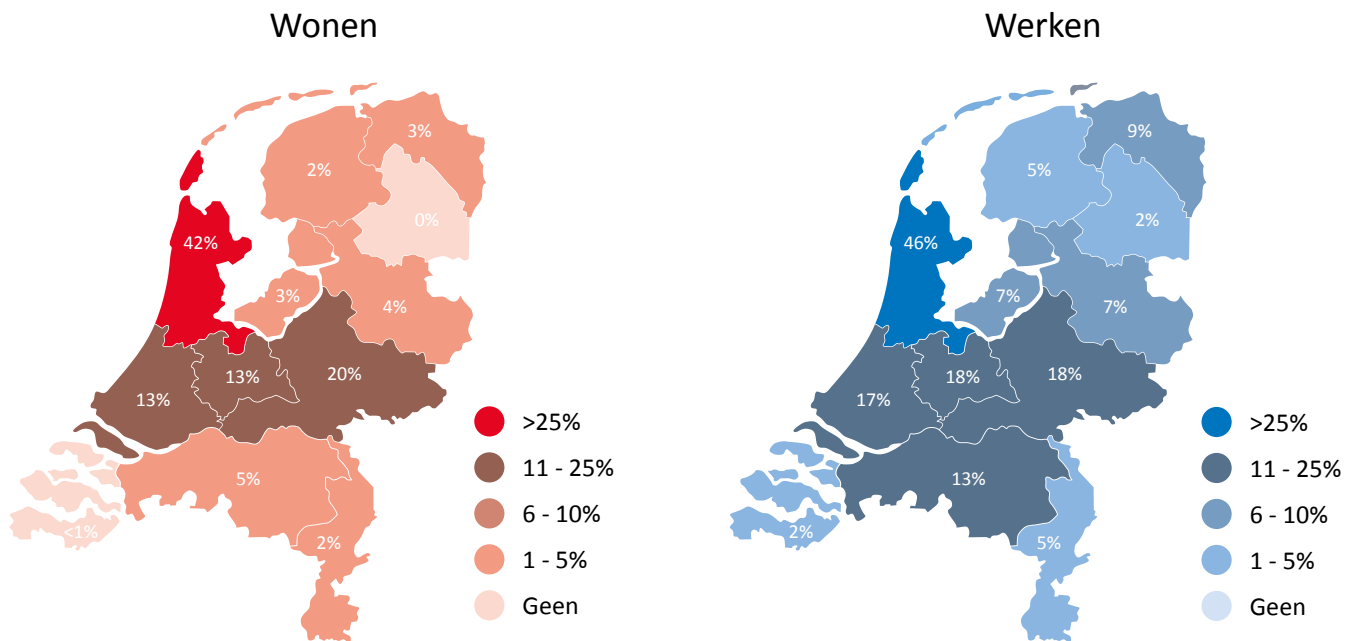 Wonen
3%
2%
0%
42%
3%
4%
20%
13%
13%
5%
<1%
2%
>25%
11 - 25%
6 - 10%
1 - 5%
Geen
Werken
9%
5%
2%
46%
7%
7%
18%
18%
17%
13%
2%
5%
>25%
11 - 25%
6 - 10%
1 - 5%
Geen